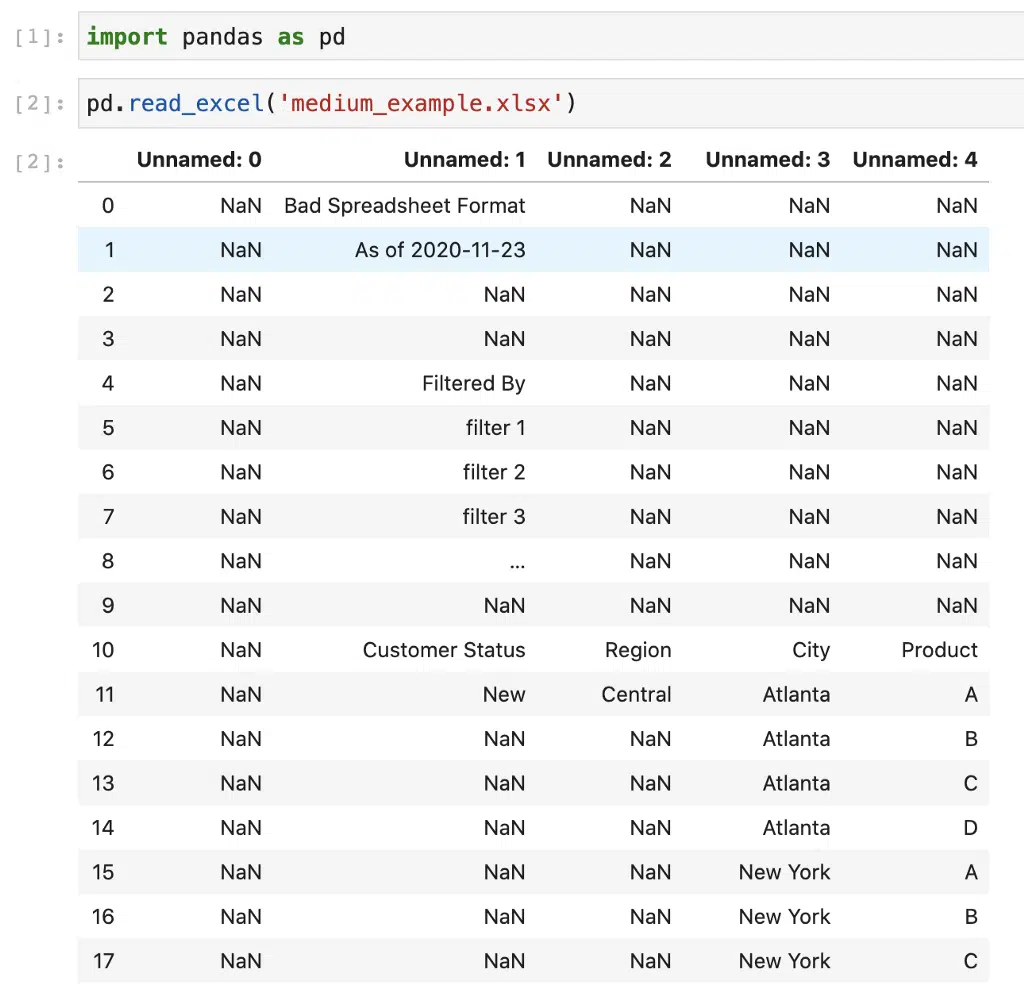 [1]: import pandas as pd
[2]: pd.read_excel('medium_example.xlsx')
[2]: Unnamed: 0 Unnamed: 1 Unnamed: 2 Unnamed: 3 Unnamed: 4
0 NaN Bad Spreadsheet Format NaN NaN NaN
1 NaN As of 2020-11-23 NaN NaN NaN
2 NaN NaN NaN NaN NaN
3 NaN NaN NaN NaN NaN
4 NaN Filtered By NaN NaN NaN
5 NaN filter 1 NaN NaN NaN
6 NaN filter 2 NaN NaN NaN
7 NaN filter 3 NaN NaN NaN
8 NaN ... NaN NaN NaN
9 NaN NaN NaN NaN NaN
10 NaN Customer Status Region City Product
11 NaN New Central Atlanta A
12 NaN NaN NaN Atlanta B
13 NaN NaN NaN Atlanta C
14 NaN NaN NaN Atlanta D
15 NaN NaN NaN New York A
16 NaN NaN NaN New York B
17 NaN NaN NaN New York C